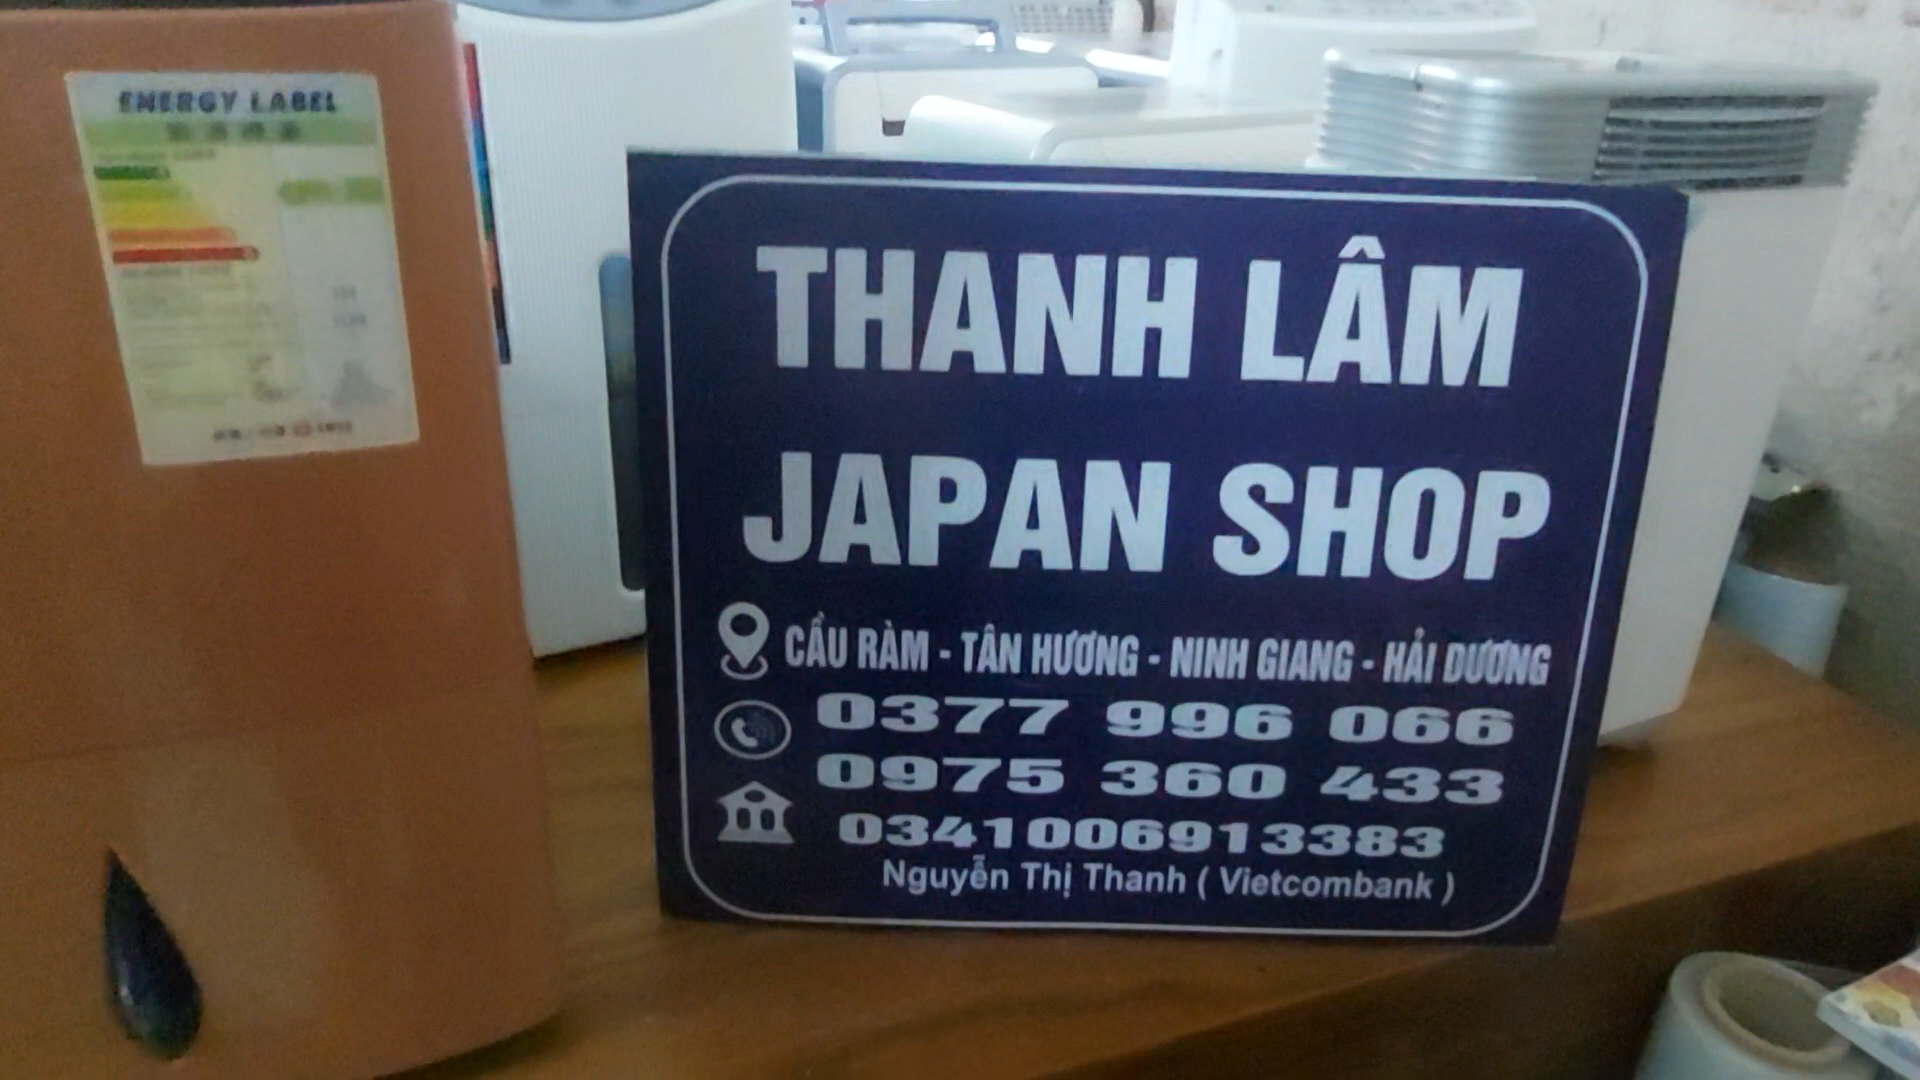 ENERGY LABEL
THANH LÂM
JAPAN SHOP
CẦU RÀM - TÂN HƯƠNG - NINH GIANG - HẢI DƯƠNG
0377 996 066
0975 360 433
0341006913383
Nguyễn Thị Thanh ( Vietcombank )